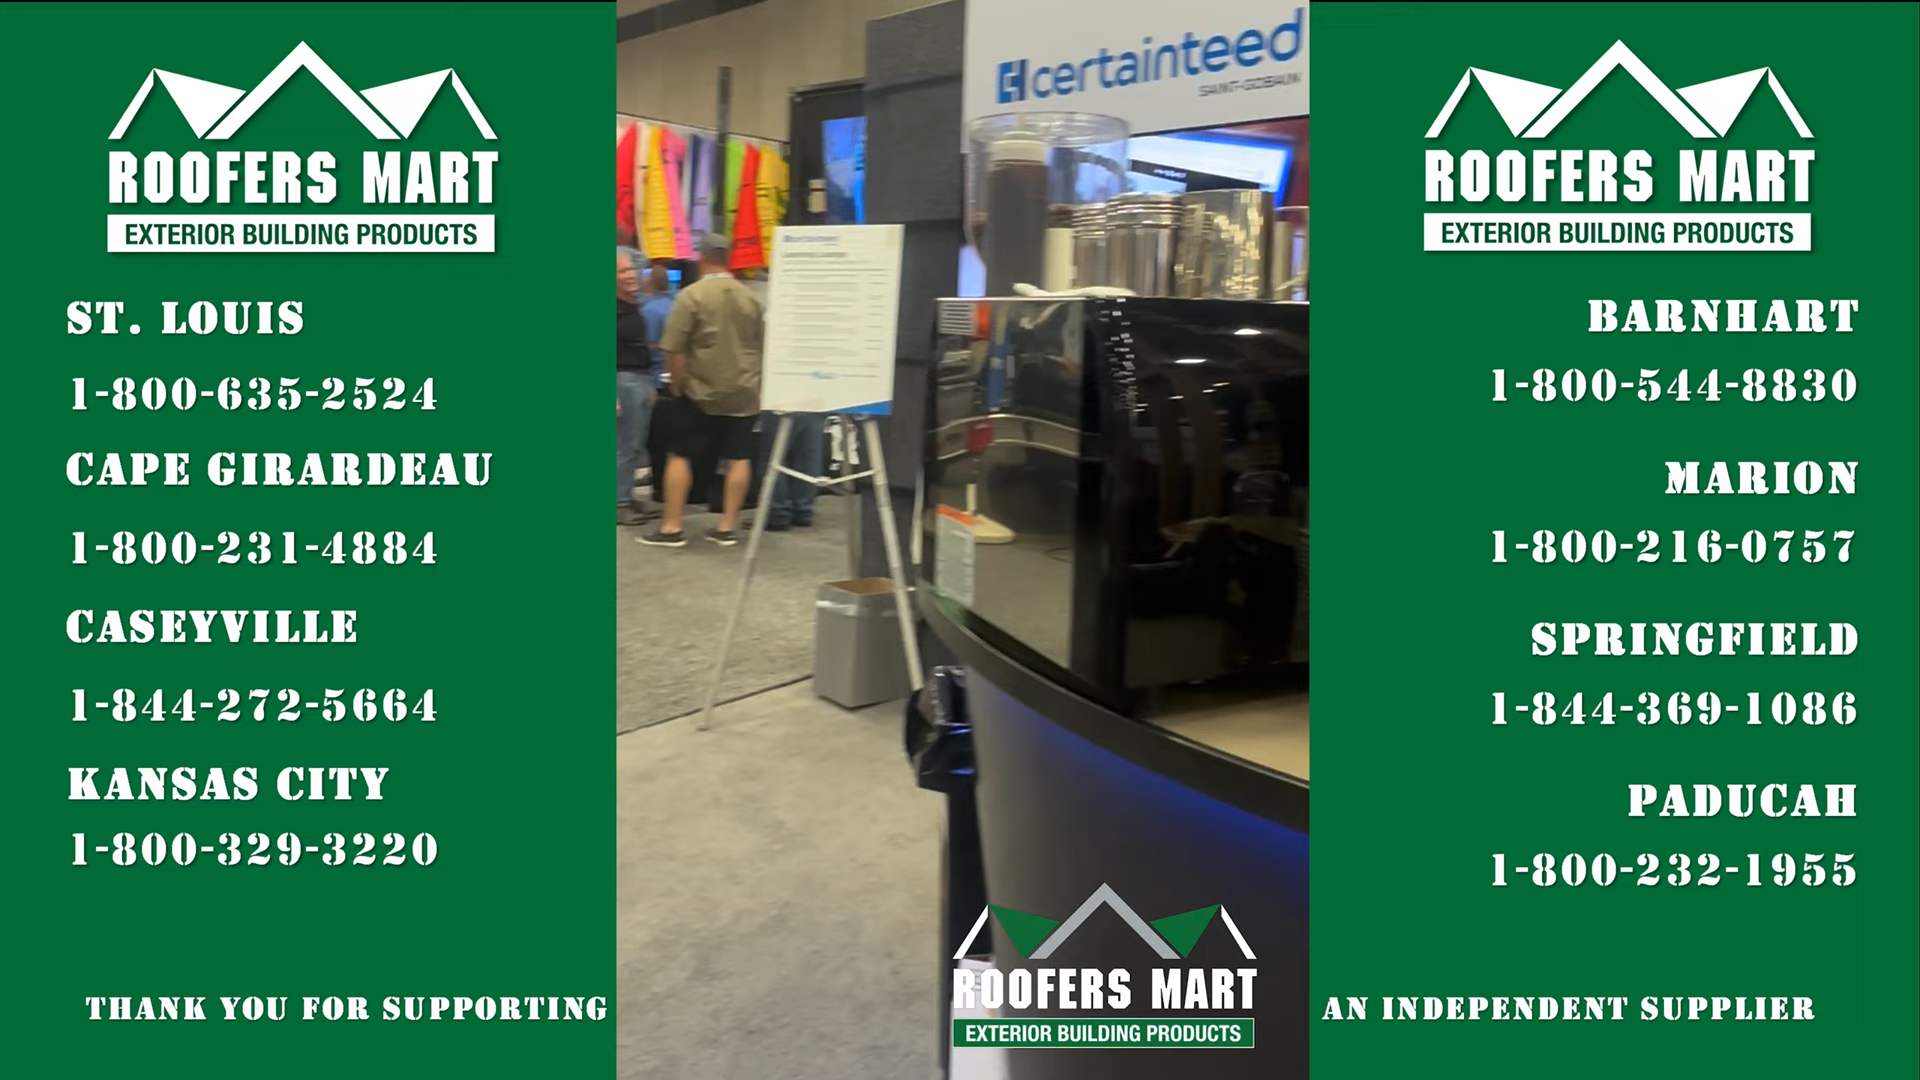 ROOFERS MART
EXTERIOR BUILDING PRODUCTS
ST. LOUIS
1-800-635-2524
CAPE GIRARDEAU
1-800-231-4884
CASEYVILLE
1-844-272-5664
KANSAS CITY
1-800-329-3220
THANK YOU FOR SUPPORTING
certainteed
SAINT-GOBAIN
ROOFERS MART
EXTERIOR BUILDING PRODUCTS
ROOFERS MART
EXTERIOR BUILDING PRODUCTS
BARNHART
1-800-544-8830
MARION
1-800-216-0757
SPRINGFIELD
1-844-369-1086
PADUCAH
1-800-232-1955
AN INDEPENDENT SUPPLIER